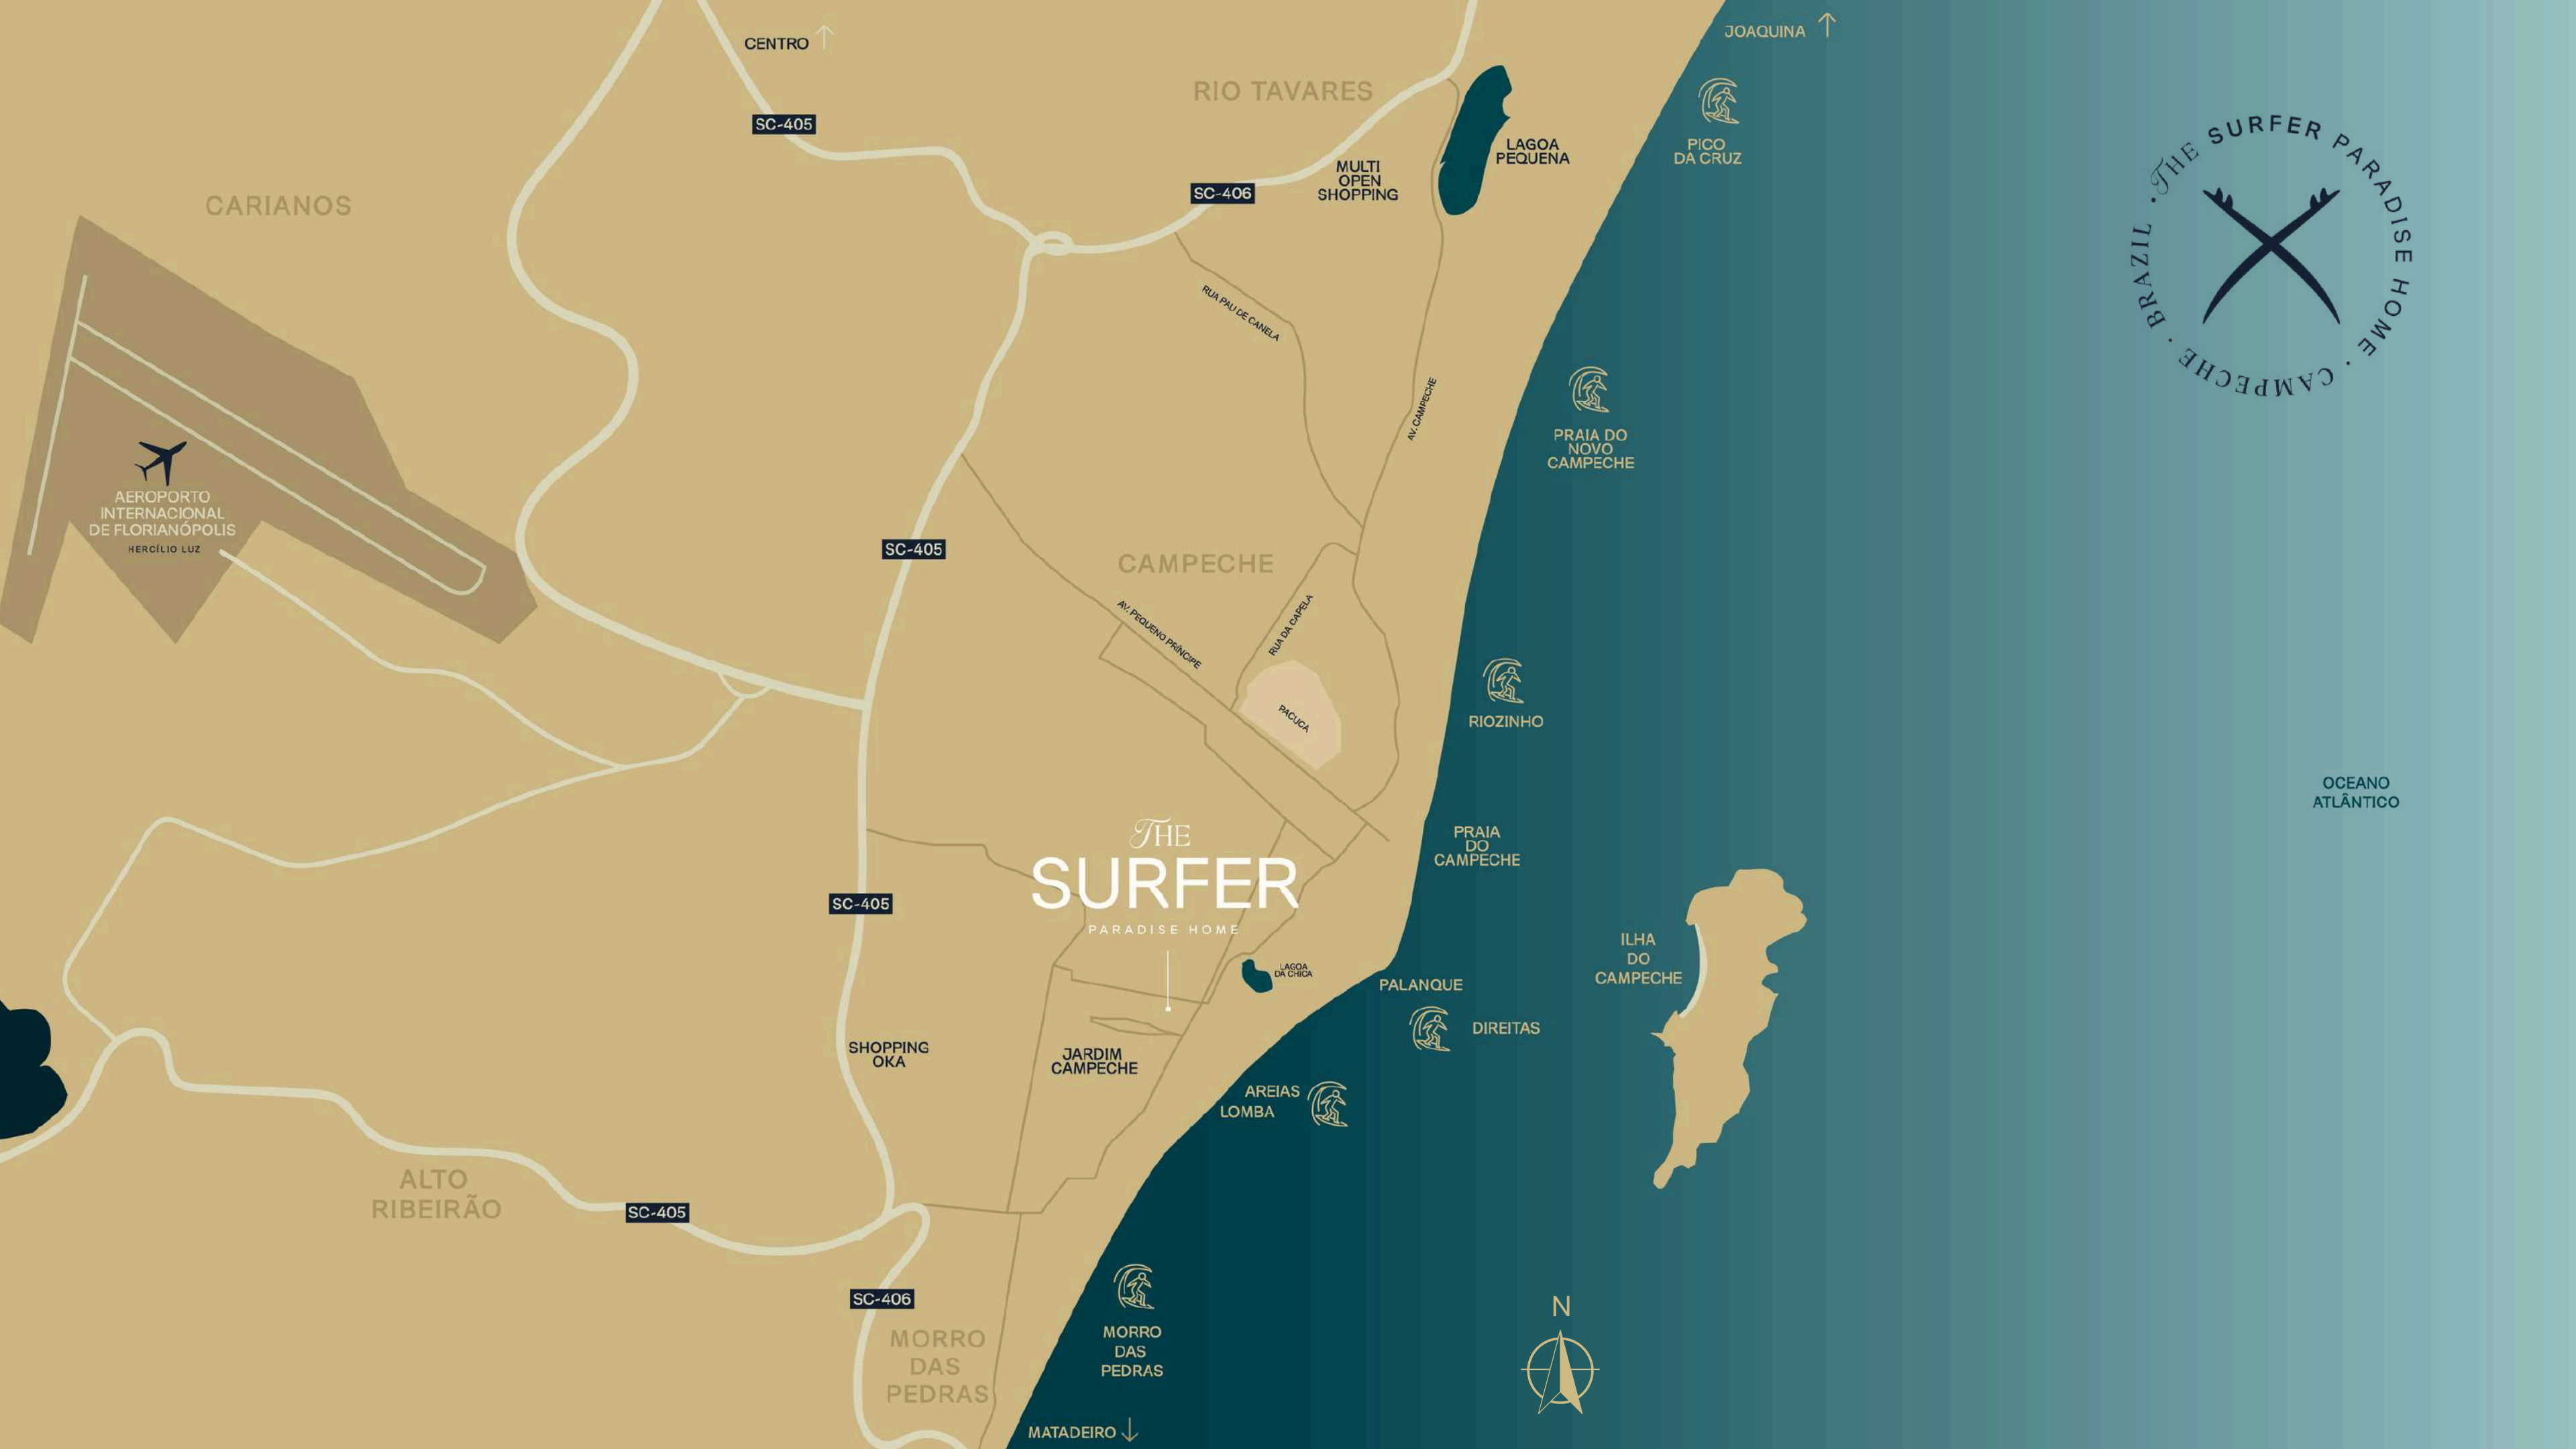 JOAQUINA
CENTRO
RIO TAVARES
PICO
DA CRUZ
SC-405
LAGOA
PEQUENA
MULTI
OPEN
SHOPPING
SC-406
CARIANOS
THE SURFER PARADISE HOME · CAMPECHE · BRAZIL ·
RUA PAU DE CANELA
AV. CAMPECHE
PRAIA DO
NOVO
CAMPECHE
AEROPORTO
INTERNACIONAL
DE FLORIANÓPOLIS
HERCÍLIO LUZ
SC-405
CAMPECHE
AV. PEQUENO PRÍNCIPE
RUA DA CAPELA
PACUCA
RIOZINHO
OCEANO
ATLÂNTICO
PRAIA
DO
CAMPECHE
THE
SURFER
PARADISE HOME
SC-405
ILHA
DO
CAMPECHE
LAGOA
DA CHICA
PALANQUE
DIREITAS
SHOPPING
OKA
JARDIM
CAMPECHE
AREIAS
LOMBA
ALTO
RIBEIRÃO
SC-405
SC-406
MORRO
DAS
PEDRAS
MORRO
DAS
PEDRAS
N
MATADEIRO